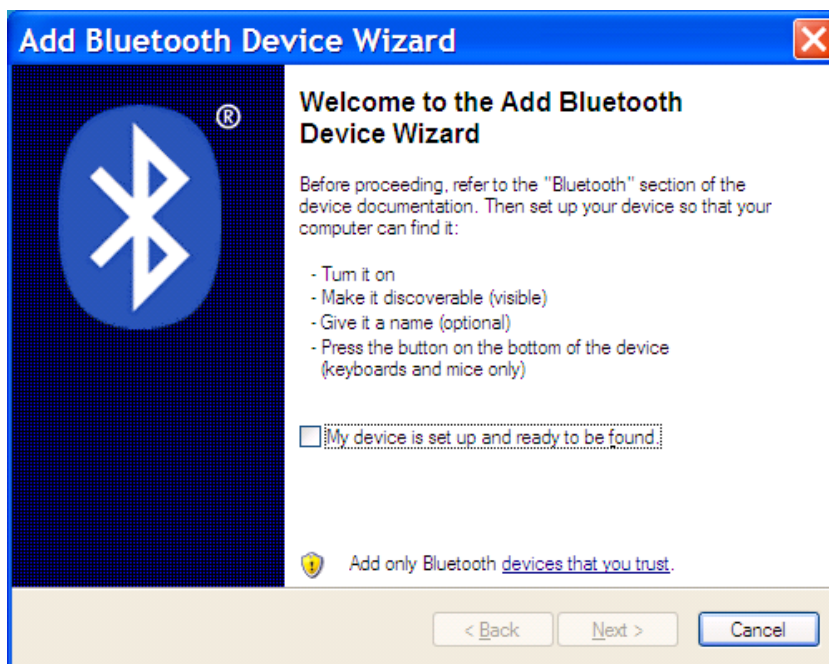 Add Bluetooth Device Wizard
®
Welcome to the Add Bluetooth
Device Wizard
Before proceeding, refer to the "Bluetooth" section of the
device documentation. Then set up your device so that your
computer can find it:
- Turn it on
- Make it discoverable (visible)
- Give it a name (optional)
- Press the button on the bottom of the device
(keyboards and mice only)
My device is set up and ready to be found.
Add only Bluetooth devices that you trust.
< Back Next > Cancel